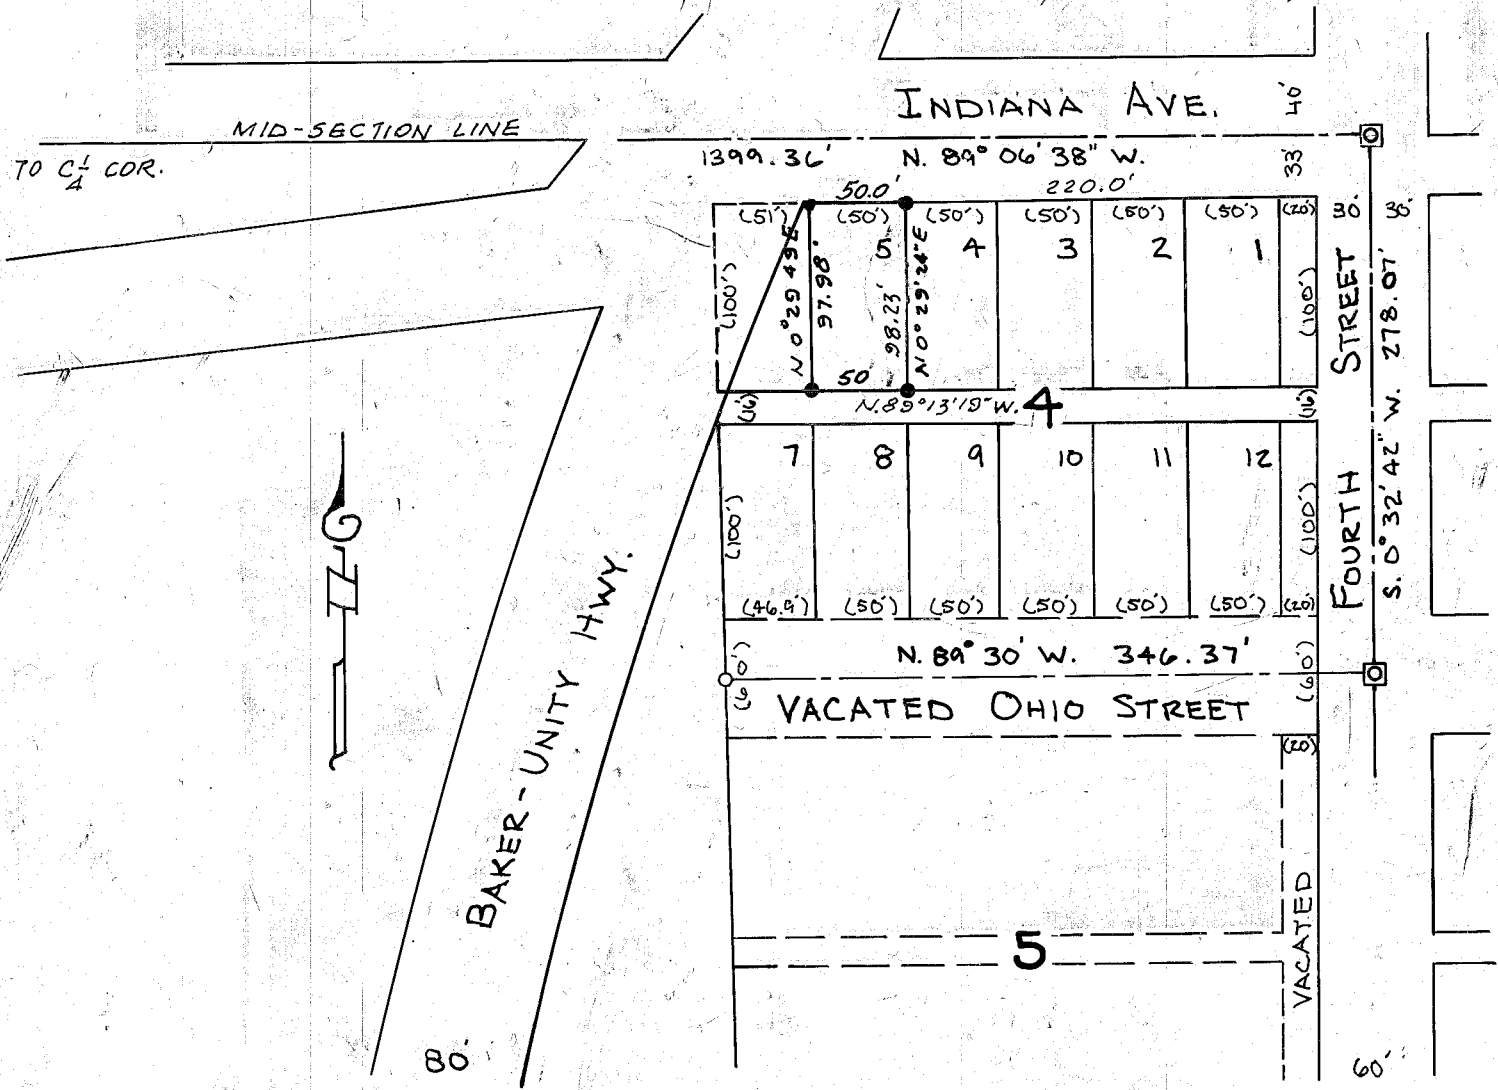 INDIANA AVE.
40'
MID-SECTION LINE
TO C 1/4 COR.
1399.36' N. 89° 06' 38" W.
33'
50.0' 220.0'
(51') (50') (50') (50') (50') (50') (20') 30' 30'
5 4 3 2 1
(100')
N 0° 29' 49" E
97.98'
98.23'
N 0° 29' 24" E
(100')
50'
(16') N. 89° 13' 19" W. 4 (16')
7 8 9 10 11 12
(100')
(100')
(46.9') (50') (50') (50') (50') (50') (20')
FOURTH STREET
S. 0° 32' 42" W. 278.07'
N
(60') N. 89° 30' W. 346.37' (60')
VACATED OHIO STREET
(20')
BAKER-UNITY HWY.
5
VACATED
80'
60'